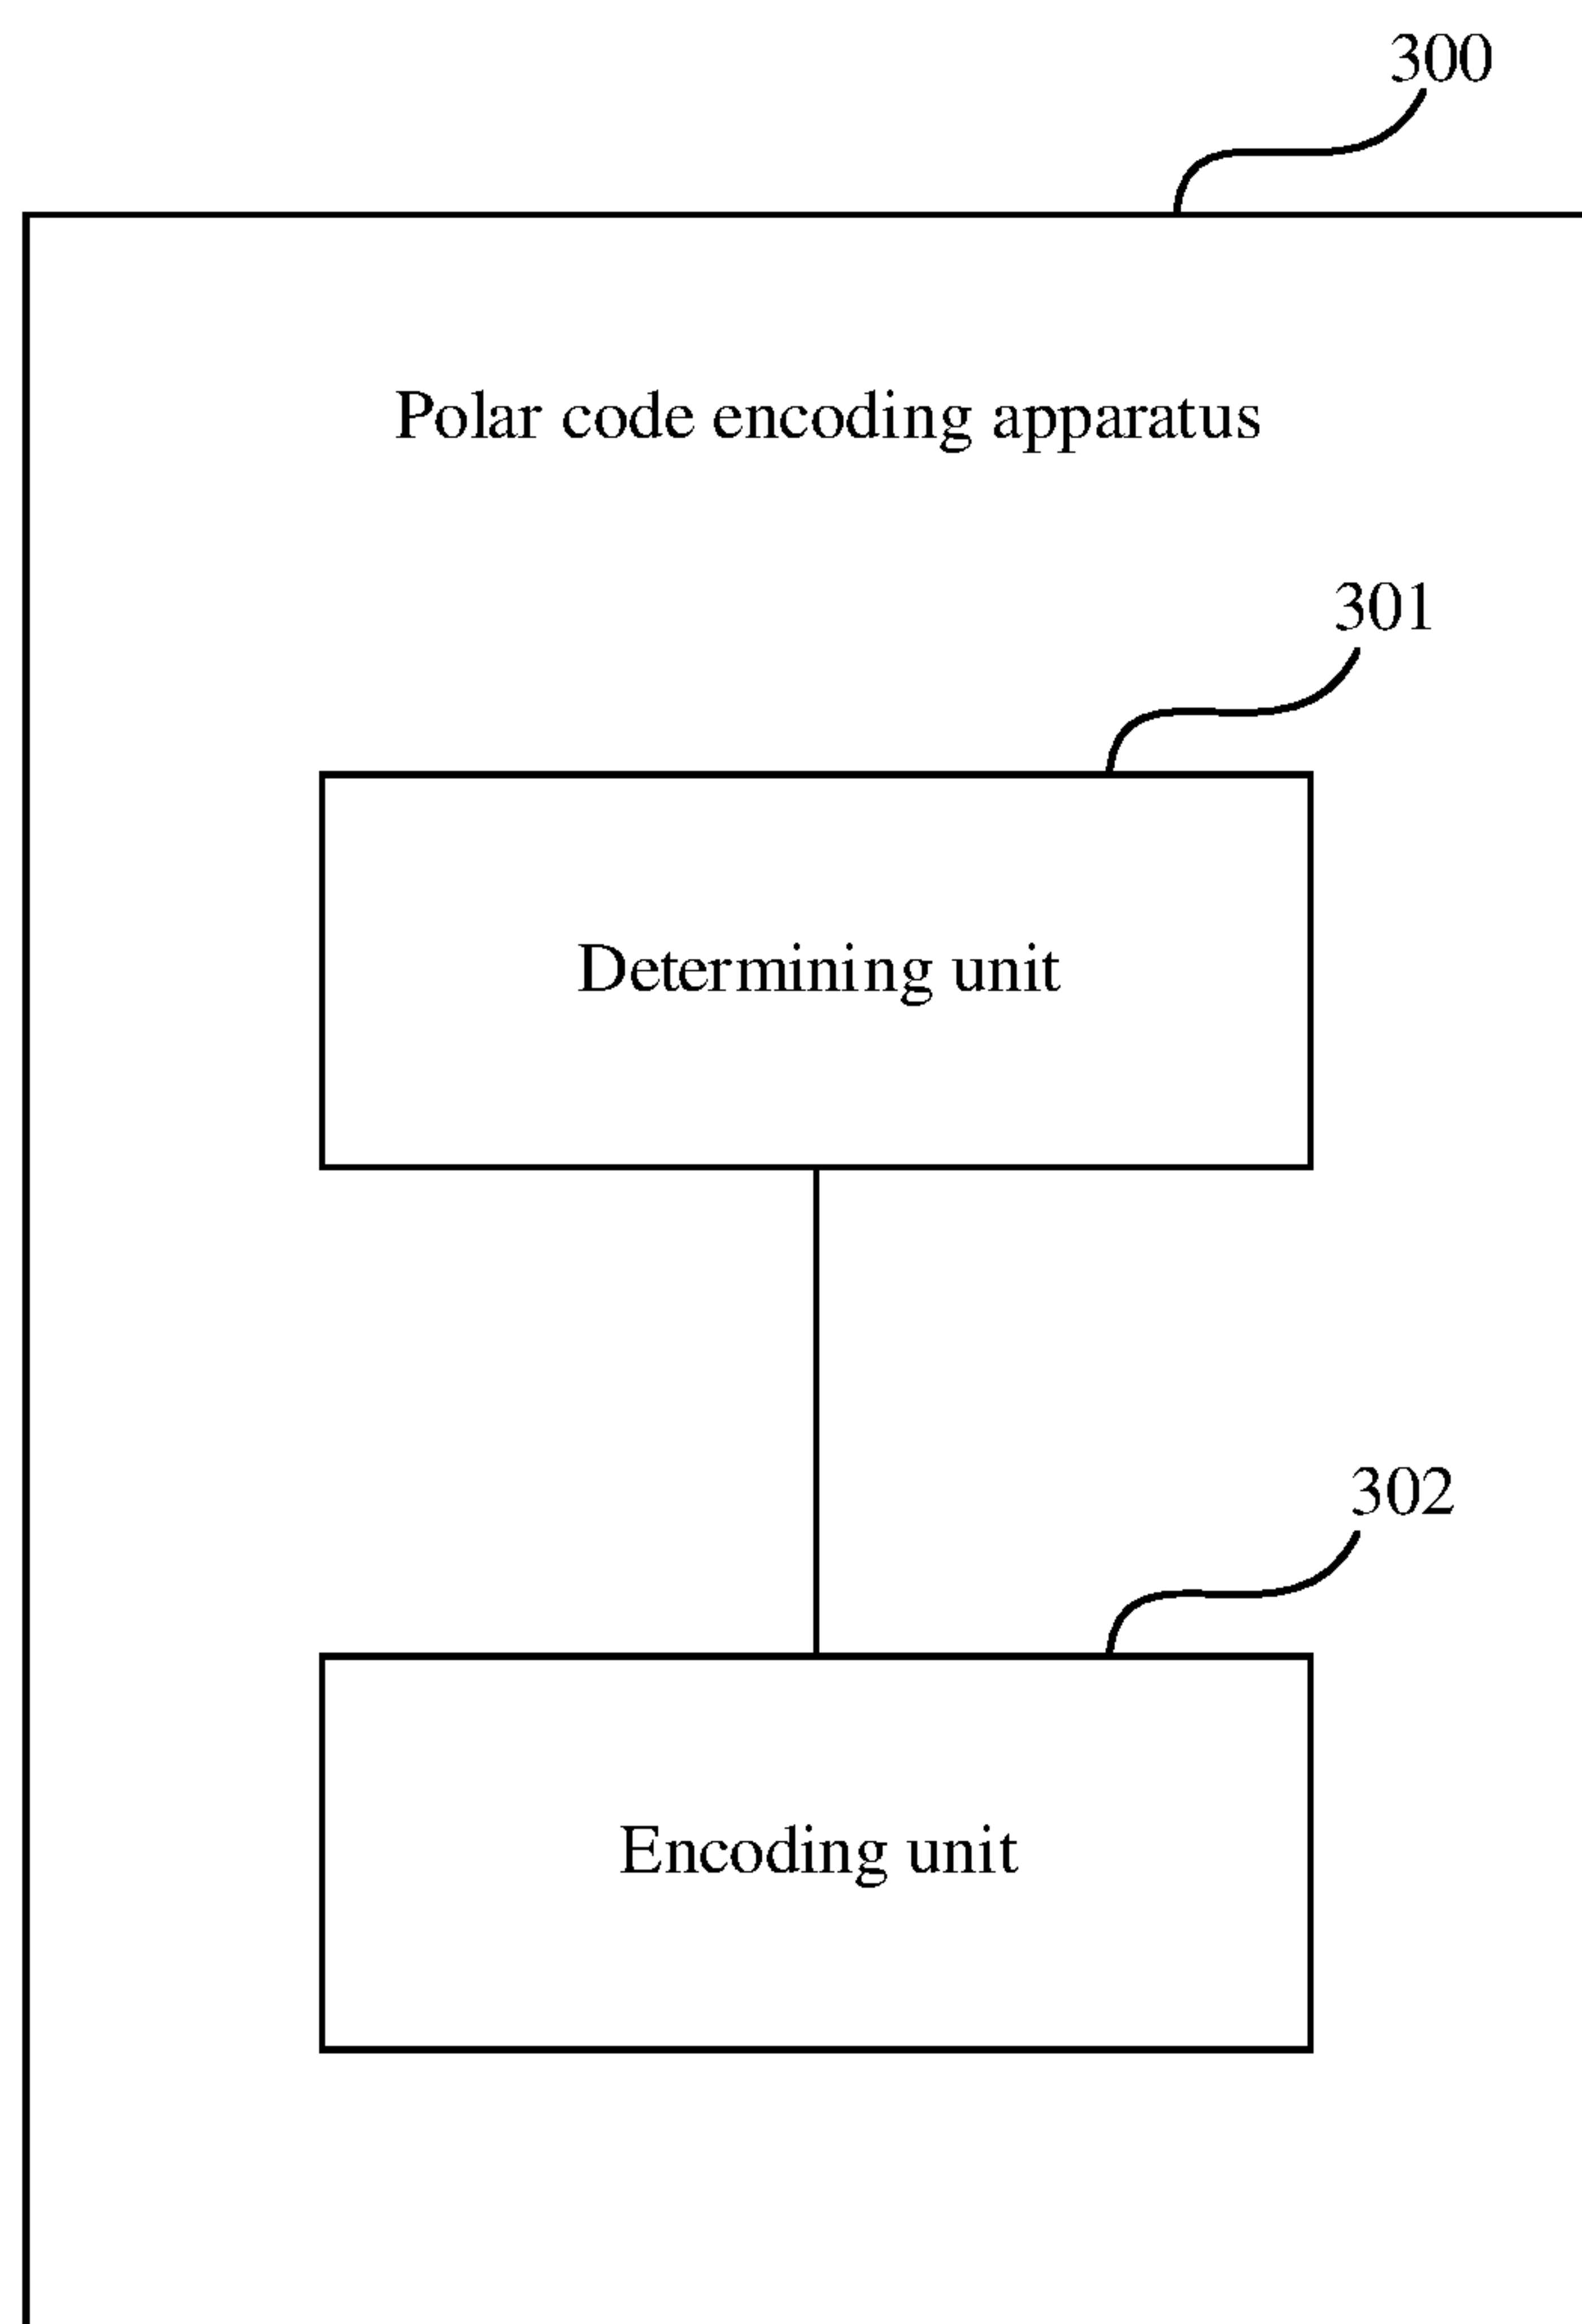 300
Polar code encoding apparatus
301
Determining unit
302
Encoding unit